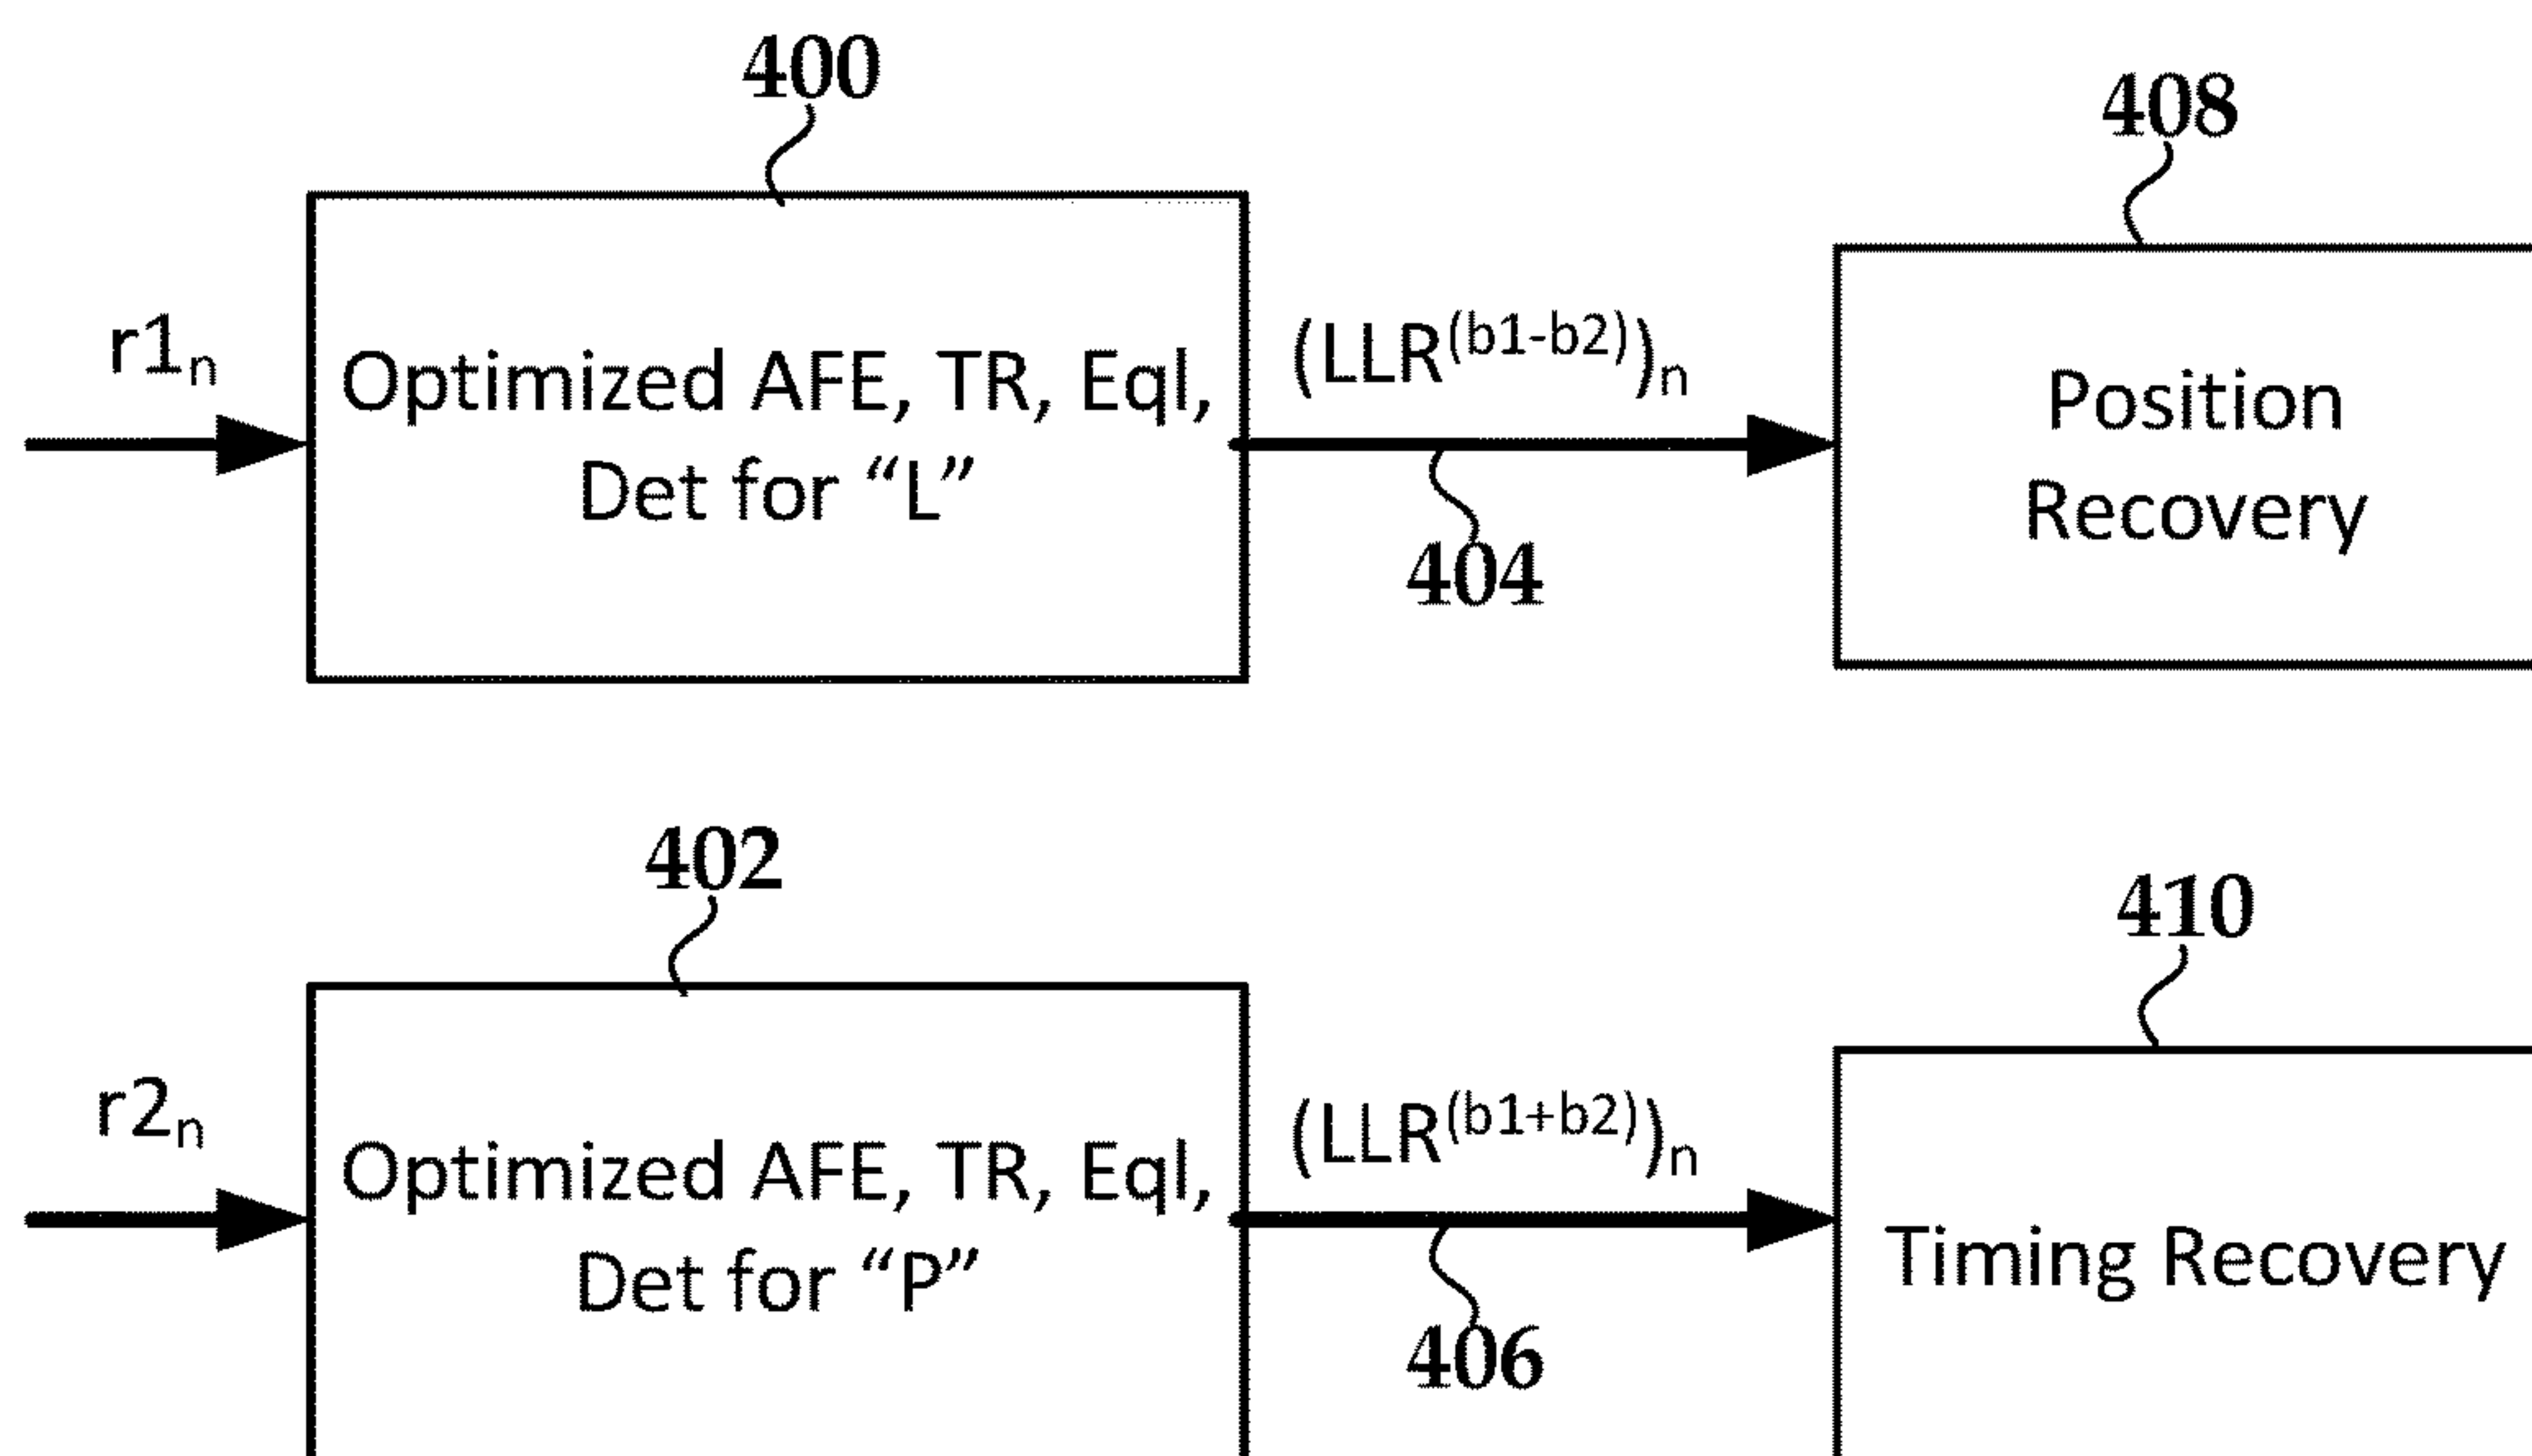 400
408
r1n
Optimized AFE, TR, Eql,
Det for “L”
(LLR(b1-b2))n
404
Position
Recovery
402
410
r2n
Optimized AFE, TR, Eql,
Det for “P”
(LLR(b1+b2))n
406
Timing Recovery